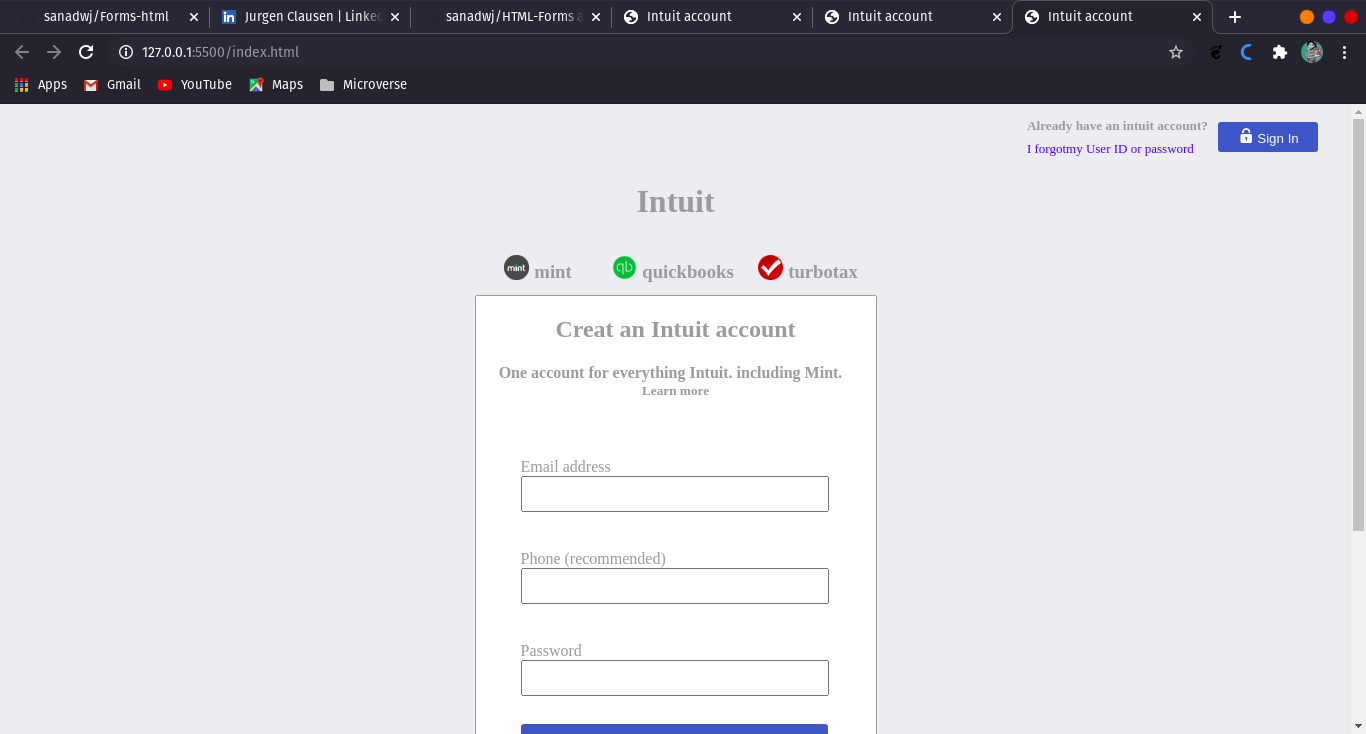 sanadwj/Forms-html
Jurgen Clausen | Linke
sanadwj/HTML-Forms
Intuit account
Intuit account
Intuit account
127.0.0.1:5500/index.html
Apps
Gmail
YouTube
Maps
Microverse
Already have an intuit account?
I forgotmy User ID or password
Sign In
Intuit
mint mint
qb quickbooks
turbotax
Creat an Intuit account
One account for everything Intuit. including Mint.
Learn more
Email address
Phone (recommended)
Password